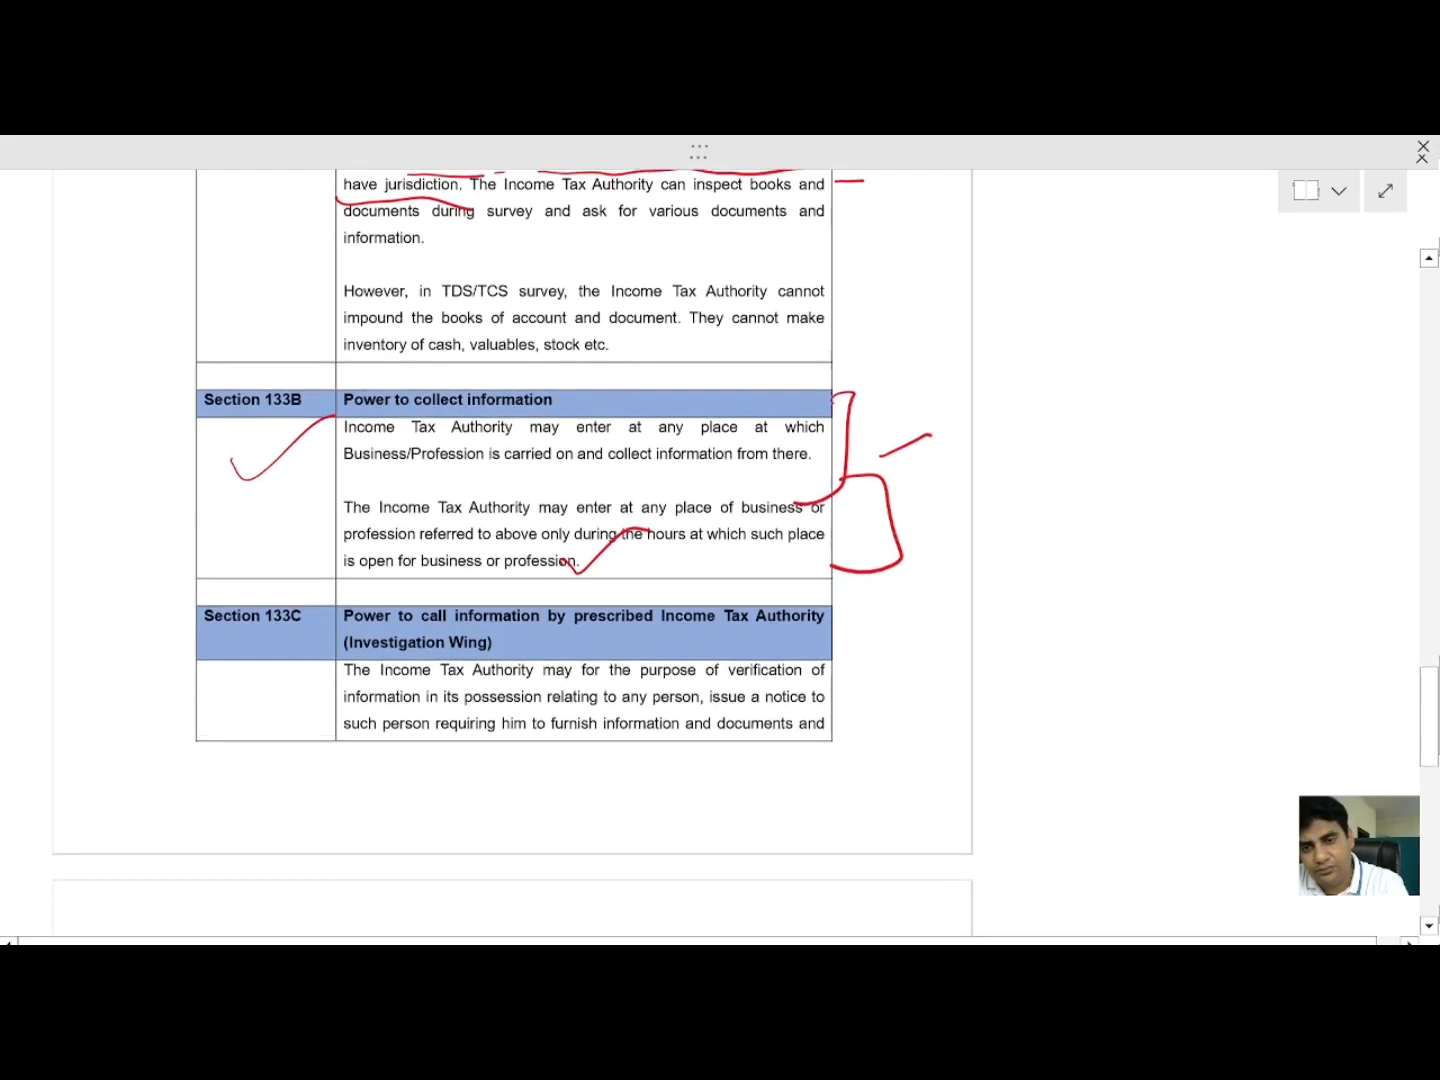 have jurisdiction. The Income Tax Authority can inspect books and
documents during survey and ask for various documents and
information.
However, in TDS/TCS survey, the Income Tax Authority cannot
impound the books of account and document. They cannot make
inventory of cash, valuables, stock etc.
Section 133B Power to collect information
Income Tax Authority may enter at any place at which
Business/Profession is carried on and collect information from there.
The Income Tax Authority may enter at any place of business or
profession referred to above only during the hours at which such place
is open for business or profession.
Section 133C Power to call information by prescribed Income Tax Authority
(Investigation Wing)
The Income Tax Authority may for the purpose of verification of
information in its possession relating to any person, issue a notice to
such person requiring him to furnish information and documents and